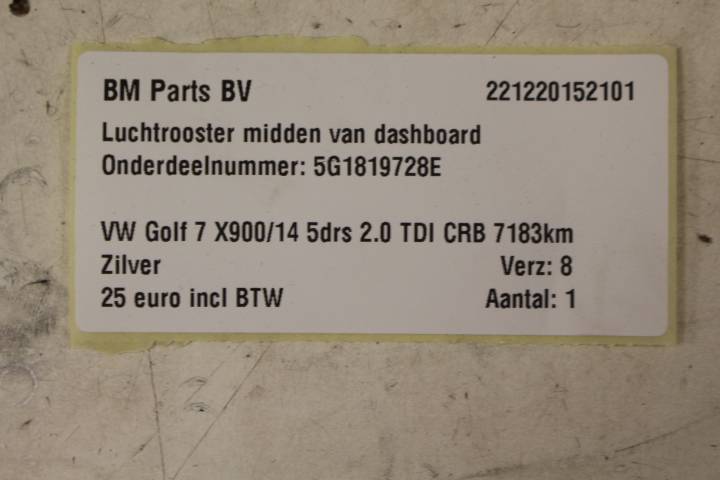 BM Parts BV 221220152101
Luchtrooster midden van dashboard
Onderdeelnummer: 5G1819728E
VW Golf 7 X900/14 5drs 2.0 TDI CRB 7183km
Zilver Verz: 8
25 euro incl BTW Aantal: 1